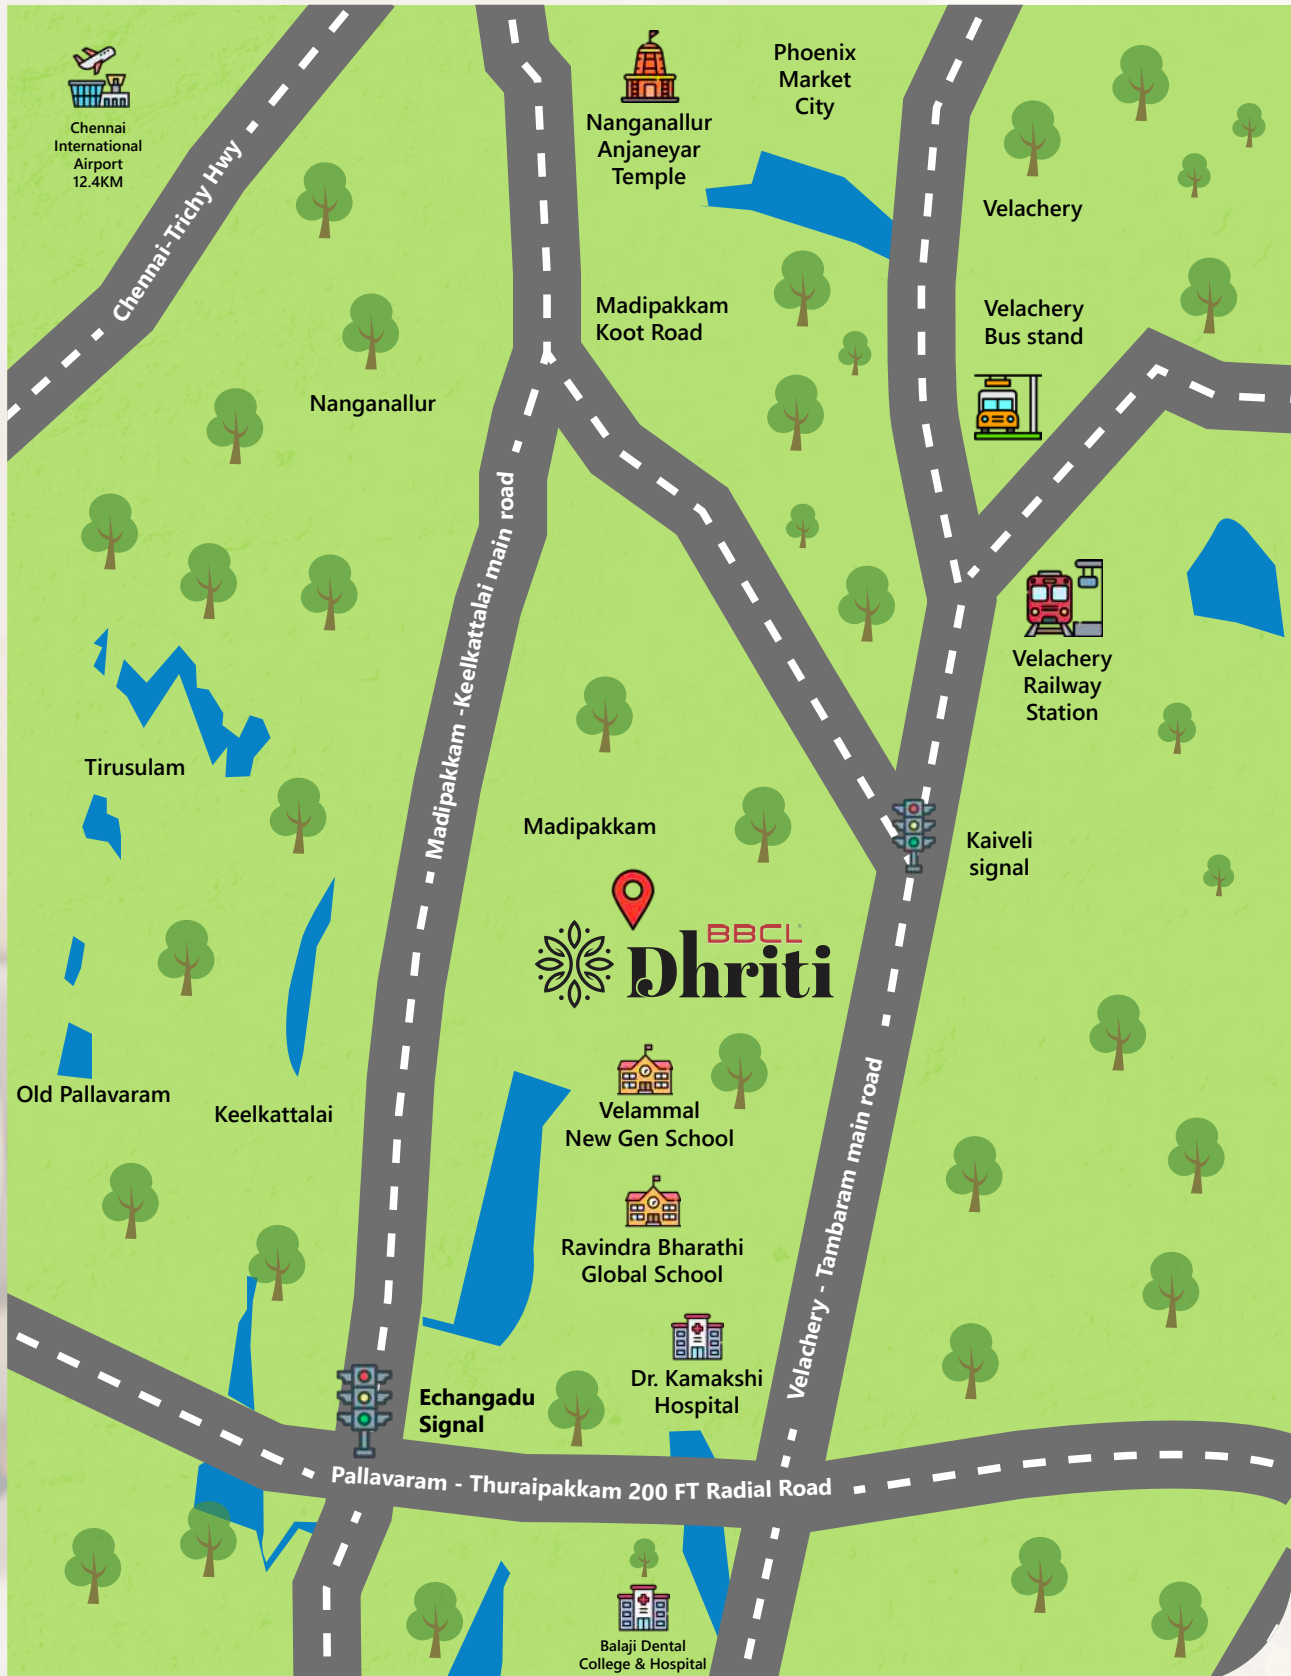 Chennai
International
Airport
12.4KM
Chennai-Trichy Hwy
Nanganallur
Anjaneyar
Temple
Phoenix
Market
City
Velachery
Madipakkam
Koot Road
Velachery
Bus stand
Nanganallur
Madipakkam -Keelkattalai main road
Velachery
Railway
Station
Tirusulam
Madipakkam
Kaiveli
signal
BBCL
Dhriti
Old Pallavaram
Keelkattalai
Velammal
New Gen School
Ravindra Bharathi
Global School
Velachery - Tambaram main road
Dr. Kamakshi
Hospital
Echangadu
Signal
Pallavaram - Thuraipakkam 200 FT Radial Road
Balaji Dental
College & Hospital